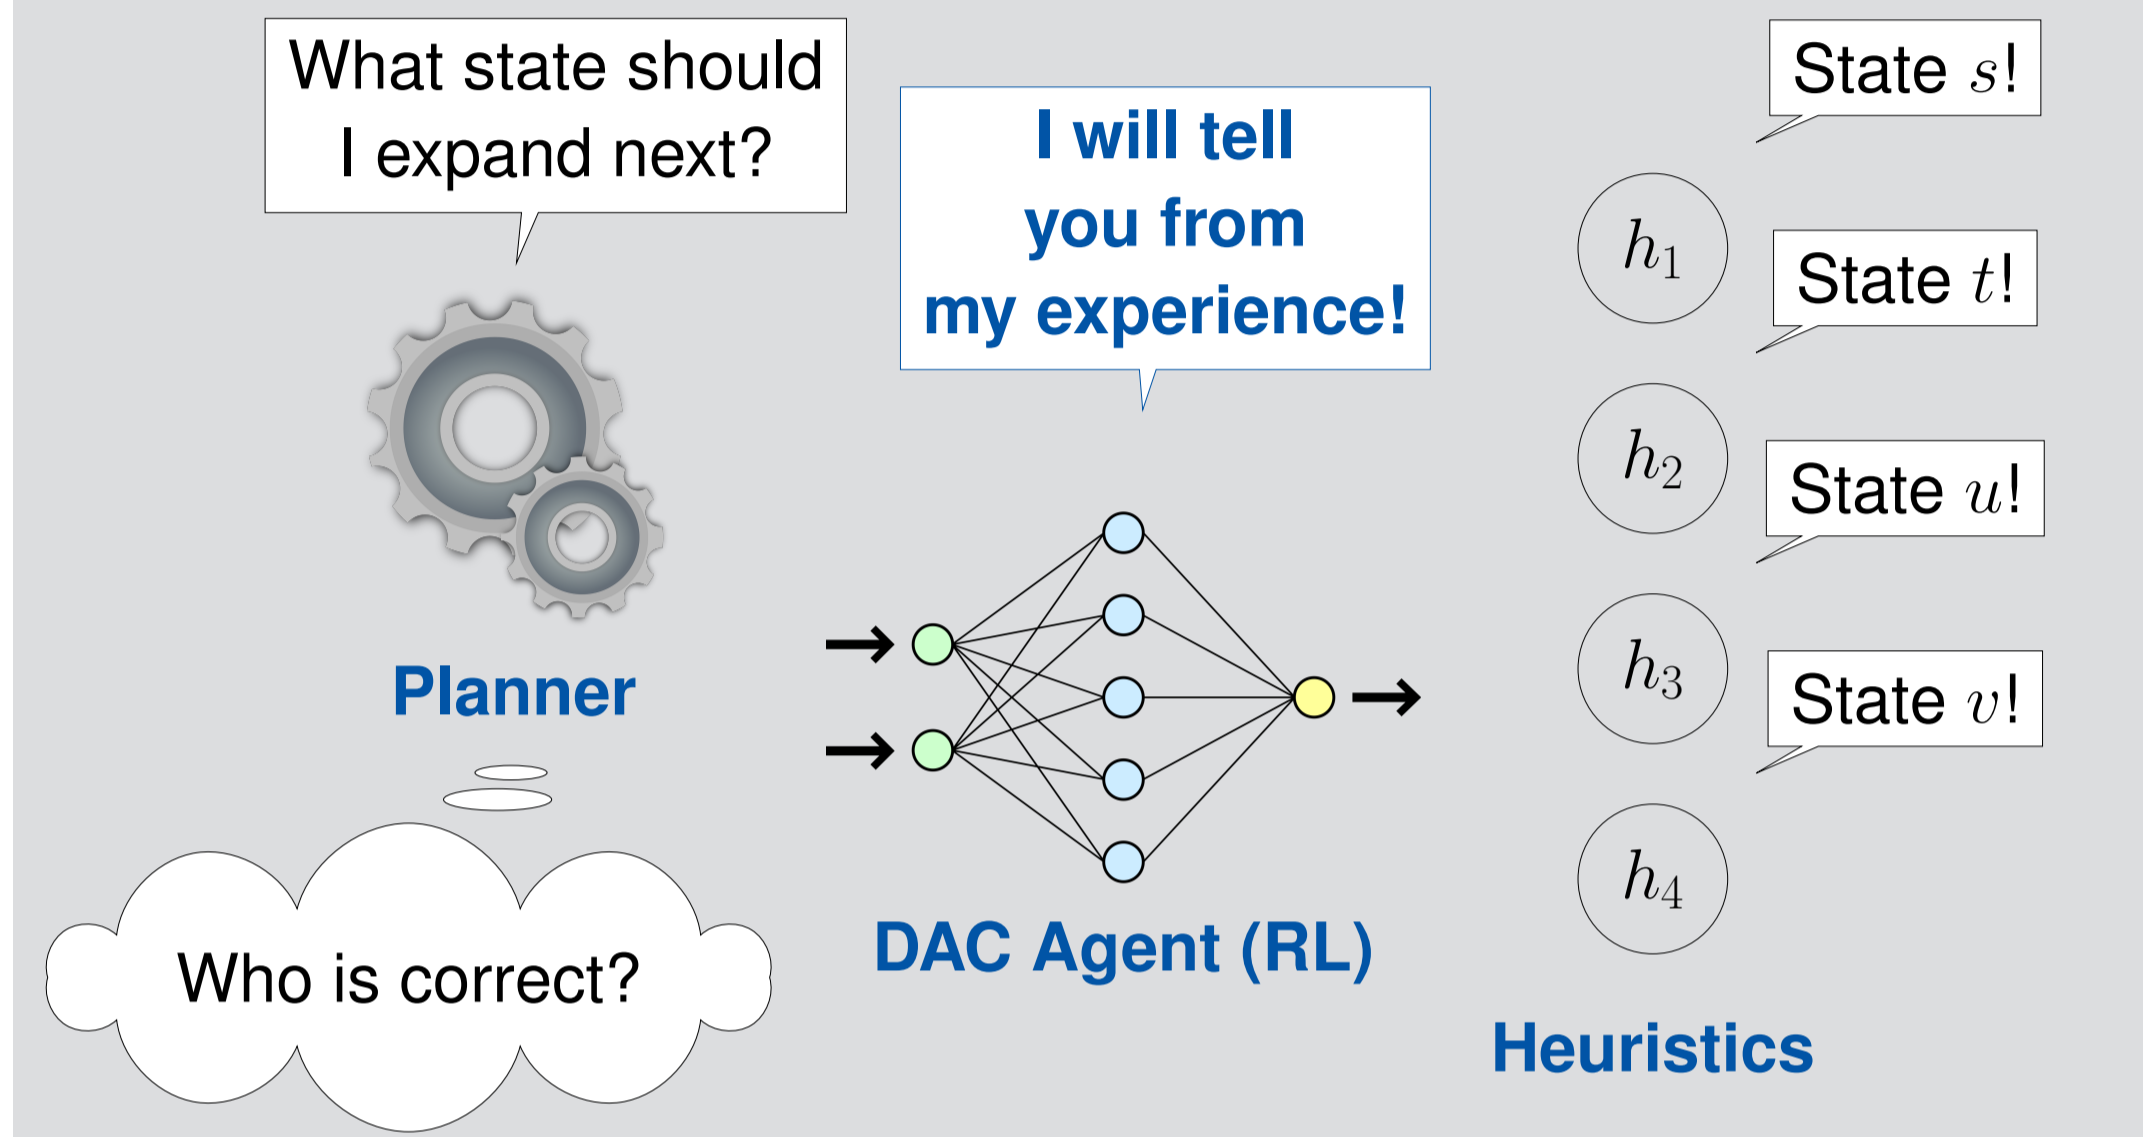 What state should
I expand next?
Planner
Who is correct?
I will tell
you from
my experience!
DAC Agent (RL)
State s!
h₁
State t!
h₂
State u!
h₃
State v!
h₄
Heuristics